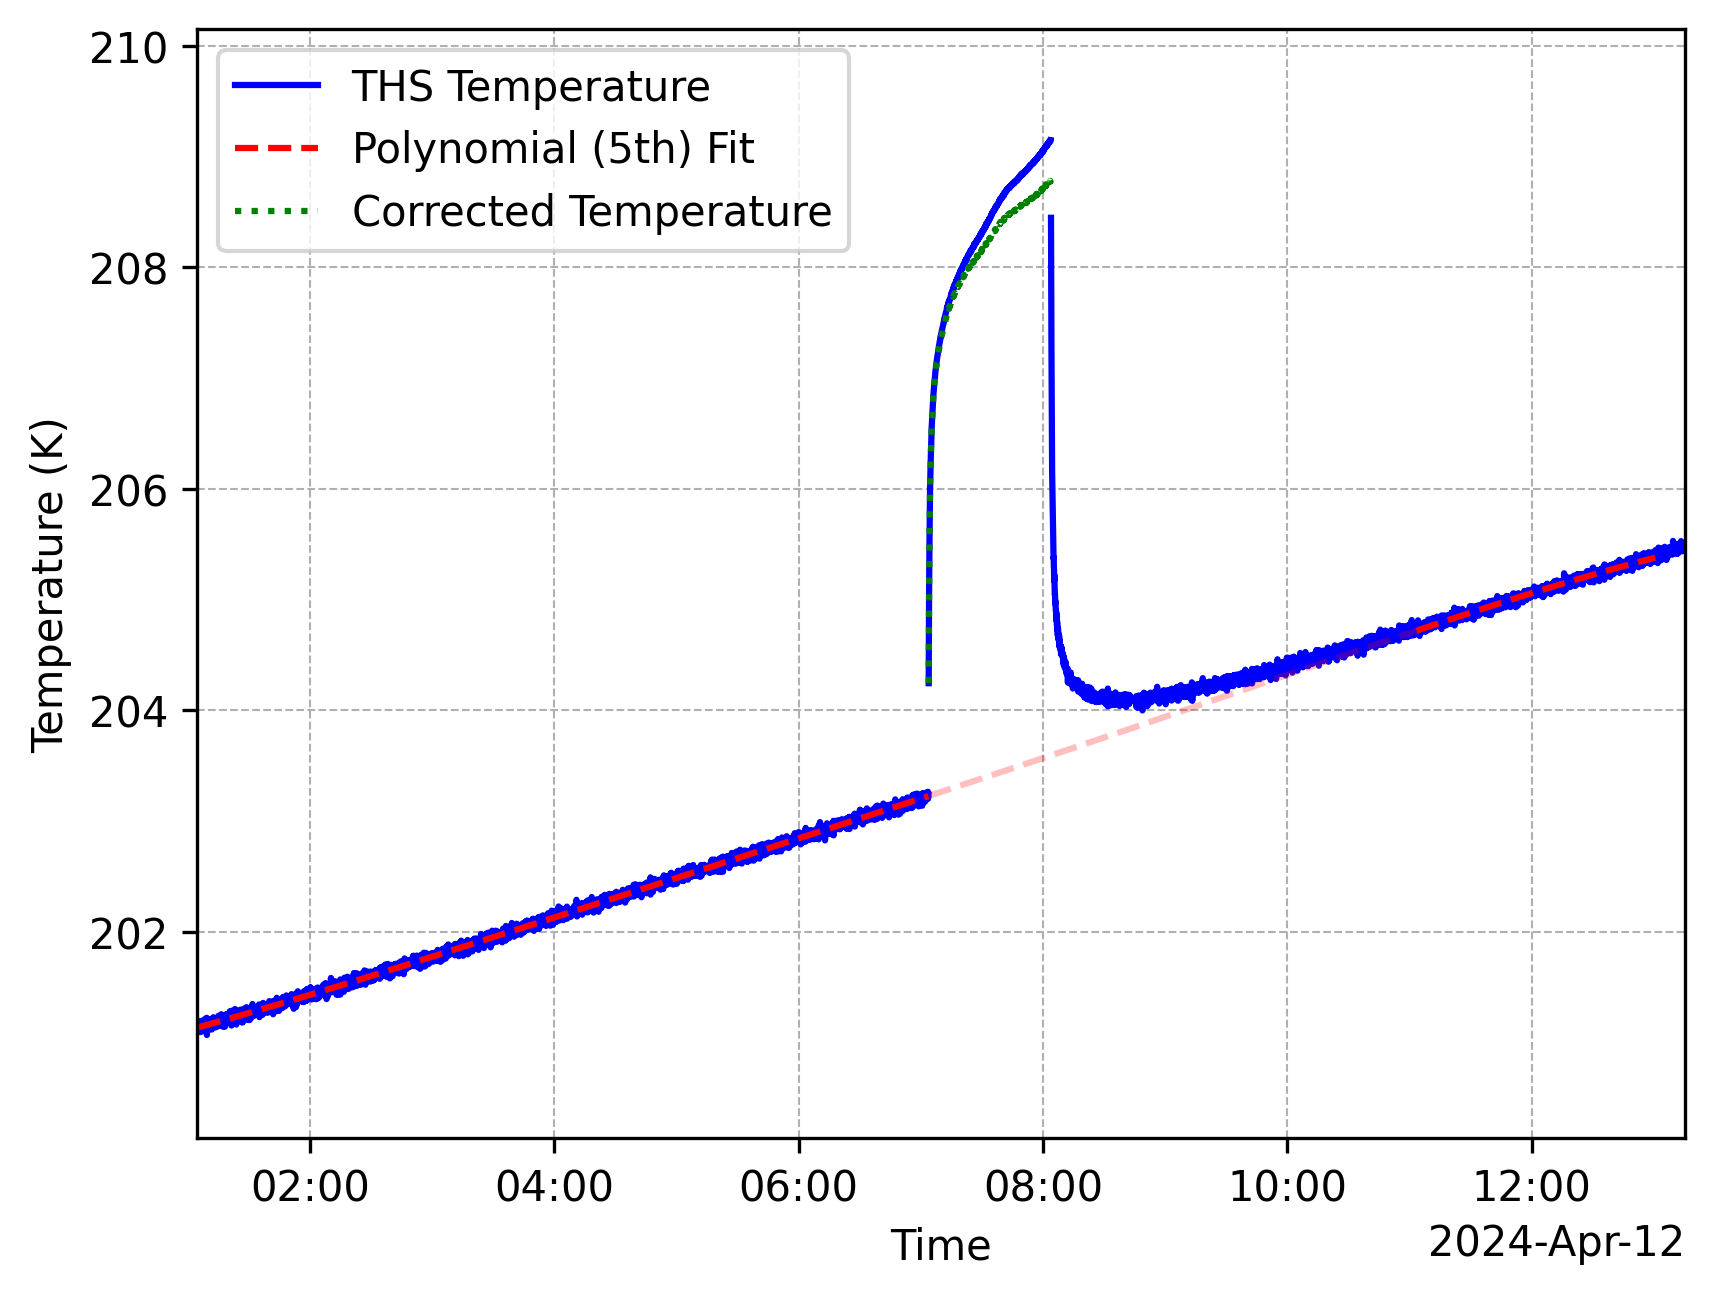 210
208
206
204
202
Temperature (K)
THS Temperature
Polynomial (5th) Fit
Corrected Temperature
02:00 04:00 06:00 08:00 10:00 12:00
Time
2024-Apr-12